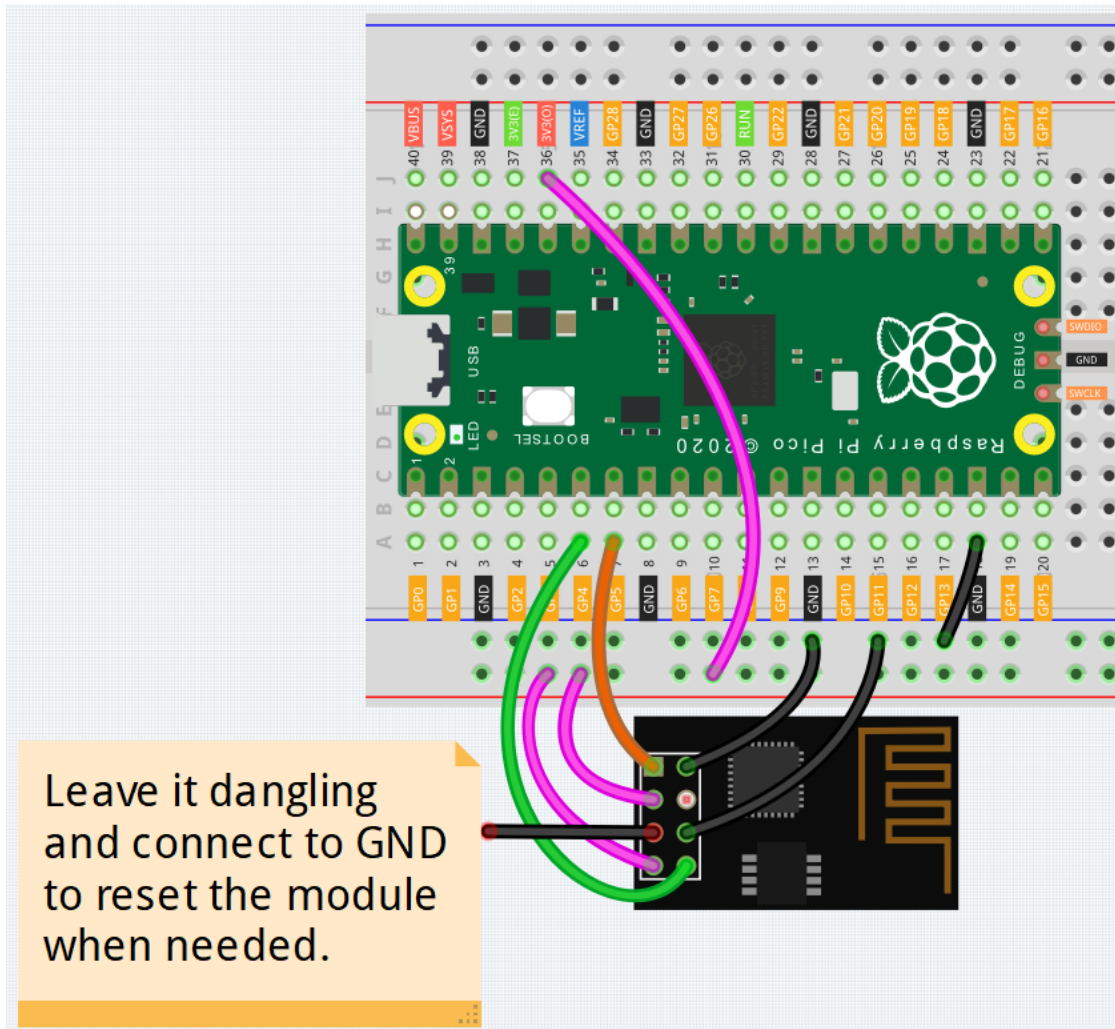 VBUS VSYS GND 3V3(E) 3V3(O) VREF GP28 GND GP27 GP26 RUN GP22 GND GP21 GP20 GP19 GP18 GND GP17 GP16
40 39 38 37 36 35 34 33 32 31 30 29 28 27 26 25 24 23 22 21
J
I
H
G
F
E
D
C
B
A
39
USB
DEBUG
SWDIO
GND
SWCLK
LED
BOOTSEL
Raspberry Pi Pico © 2020
1 2
1 2 3 4 5 6 7 8 9 10 12 13 14 15 16 17 19 20
GP0 GP1 GND GP2 GP4 GP5 GND GP6 GP7 GP9 GND GP10 GP11 GP12 GP13 GND GP14 GP15
Leave it dangling
and connect to GND
to reset the module
when needed.